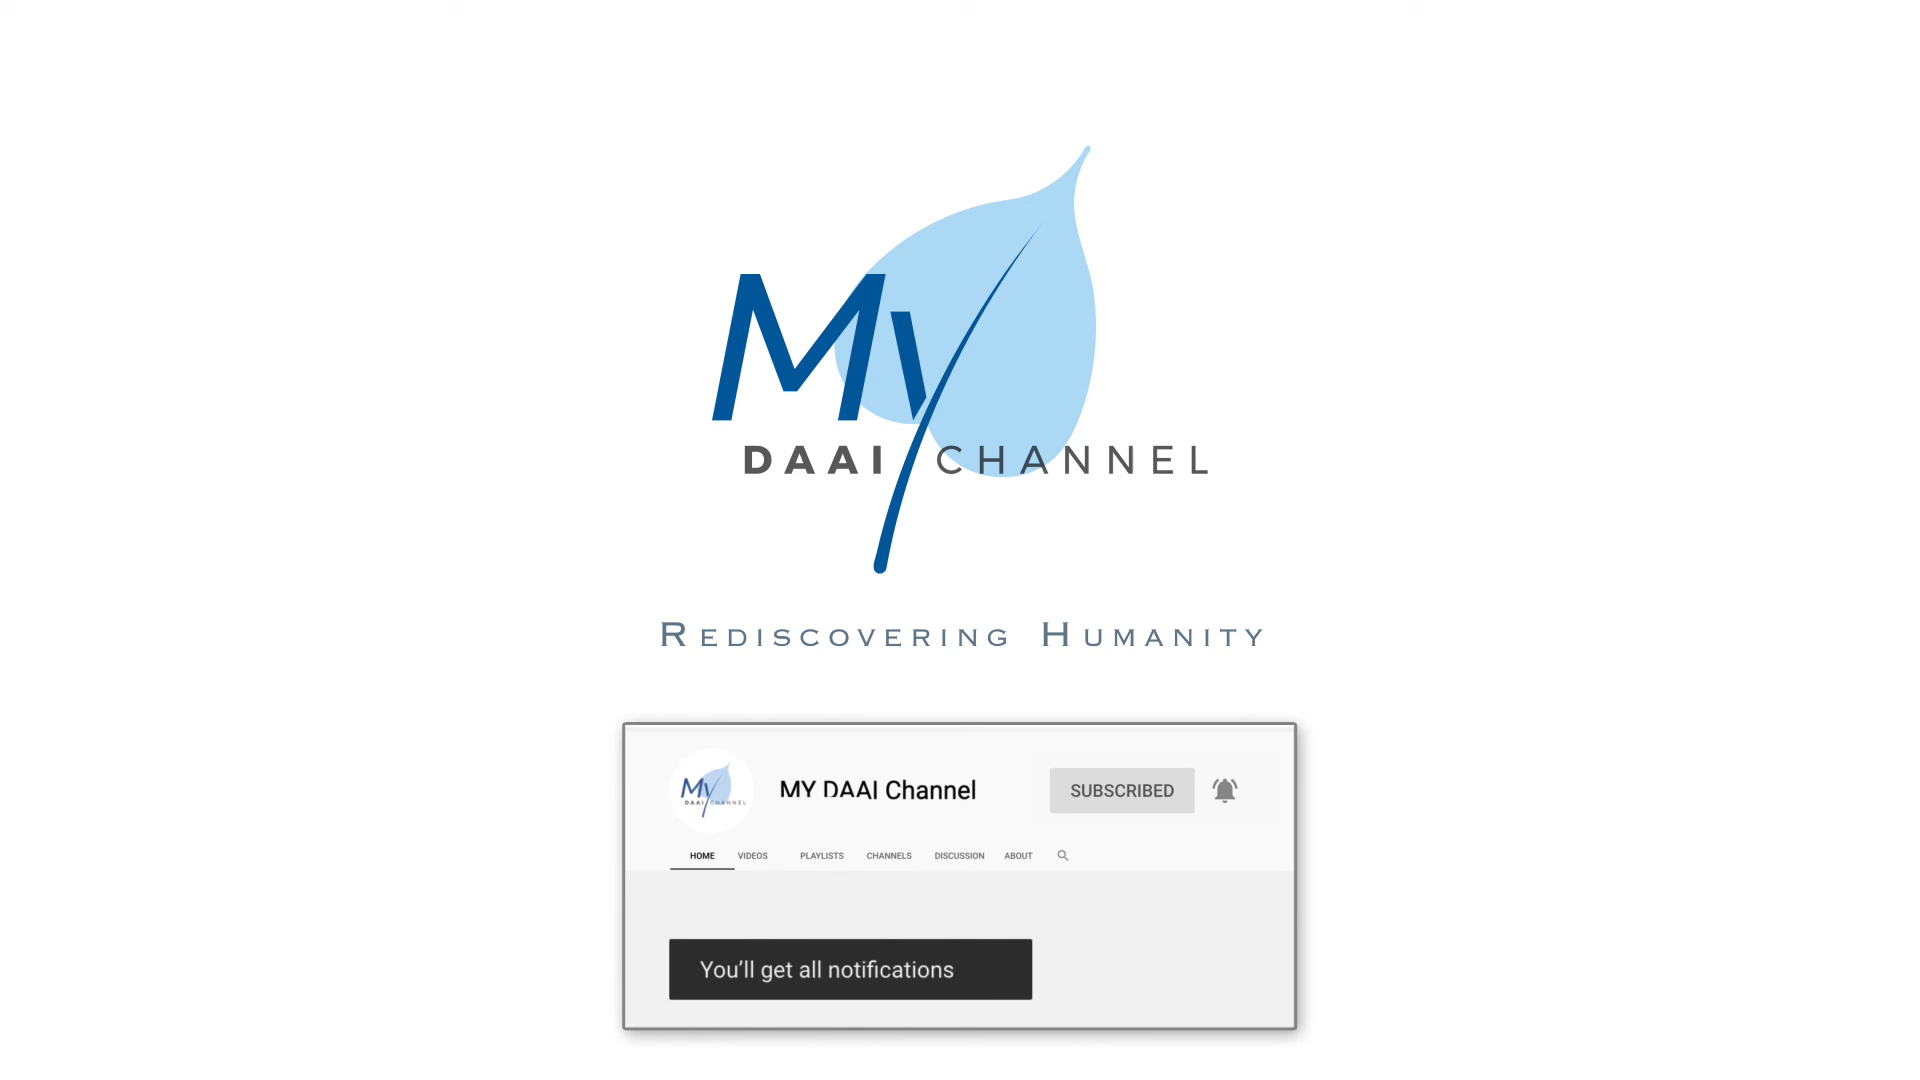 My
DAAI CHANNEL
REDISCOVERING HUMANITY
My
DAAI CHANNEL
MY DAAI Channel
SUBSCRIBED
HOME VIDEOS PLAYLISTS CHANNELS DISCUSSION ABOUT
You’ll get all notifications